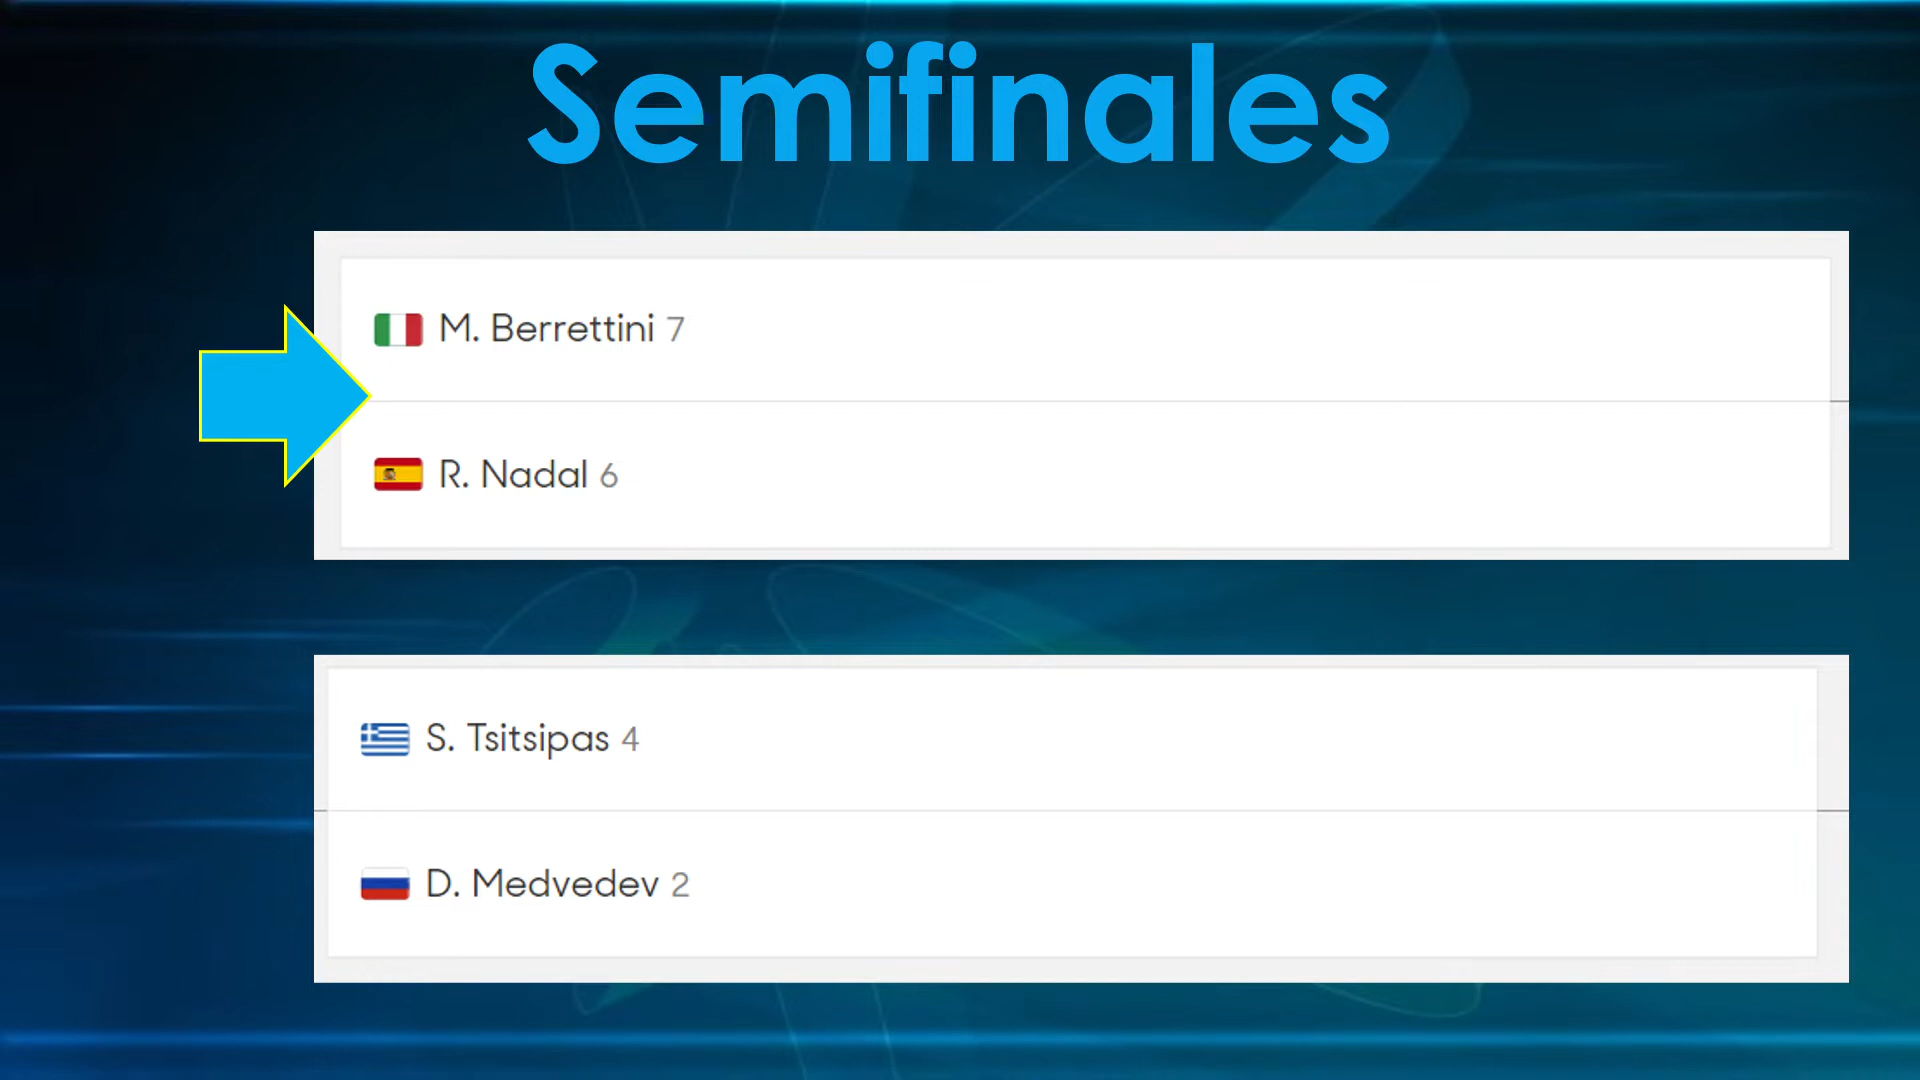 Semifinales
M. Berrettini 7
R. Nadal 6
S. Tsitsipas 4
D. Medvedev 2